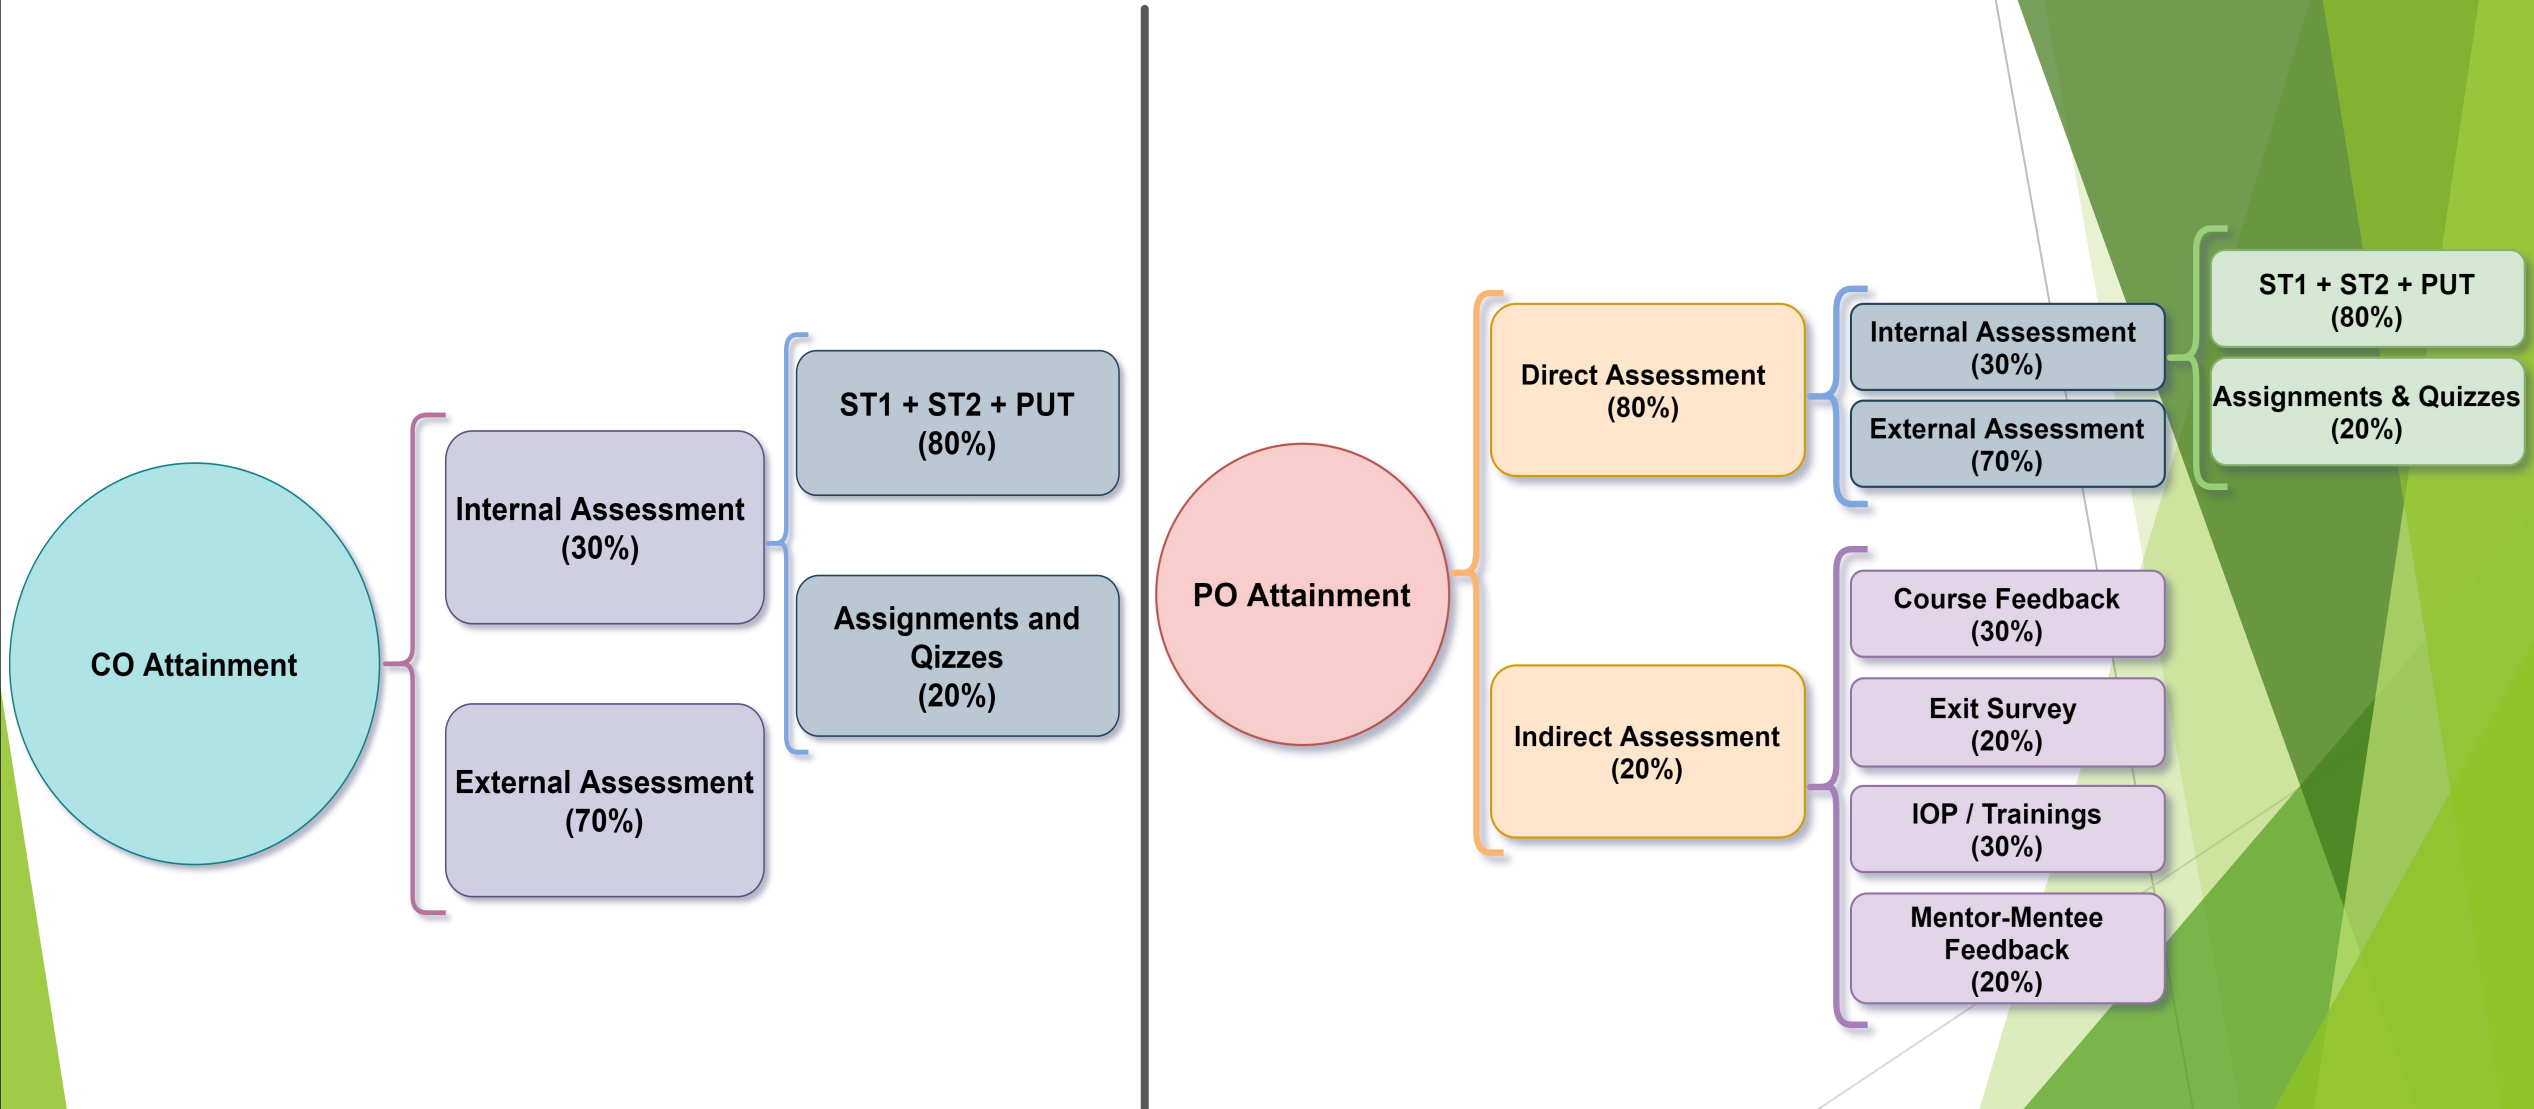 CO Attainment
Internal Assessment
(30%)
External Assessment
(70%)
ST1 + ST2 + PUT
(80%)
Assignments and
Qizzes
(20%)
PO Attainment
Direct Assessment
(80%)
Indirect Assessment
(20%)
Internal Assessment
(30%)
External Assessment
(70%)
ST1 + ST2 + PUT
(80%)
Assignments & Quizzes
(20%)
Course Feedback
(30%)
Exit Survey
(20%)
IOP / Trainings
(30%)
Mentor-Mentee
Feedback
(20%)